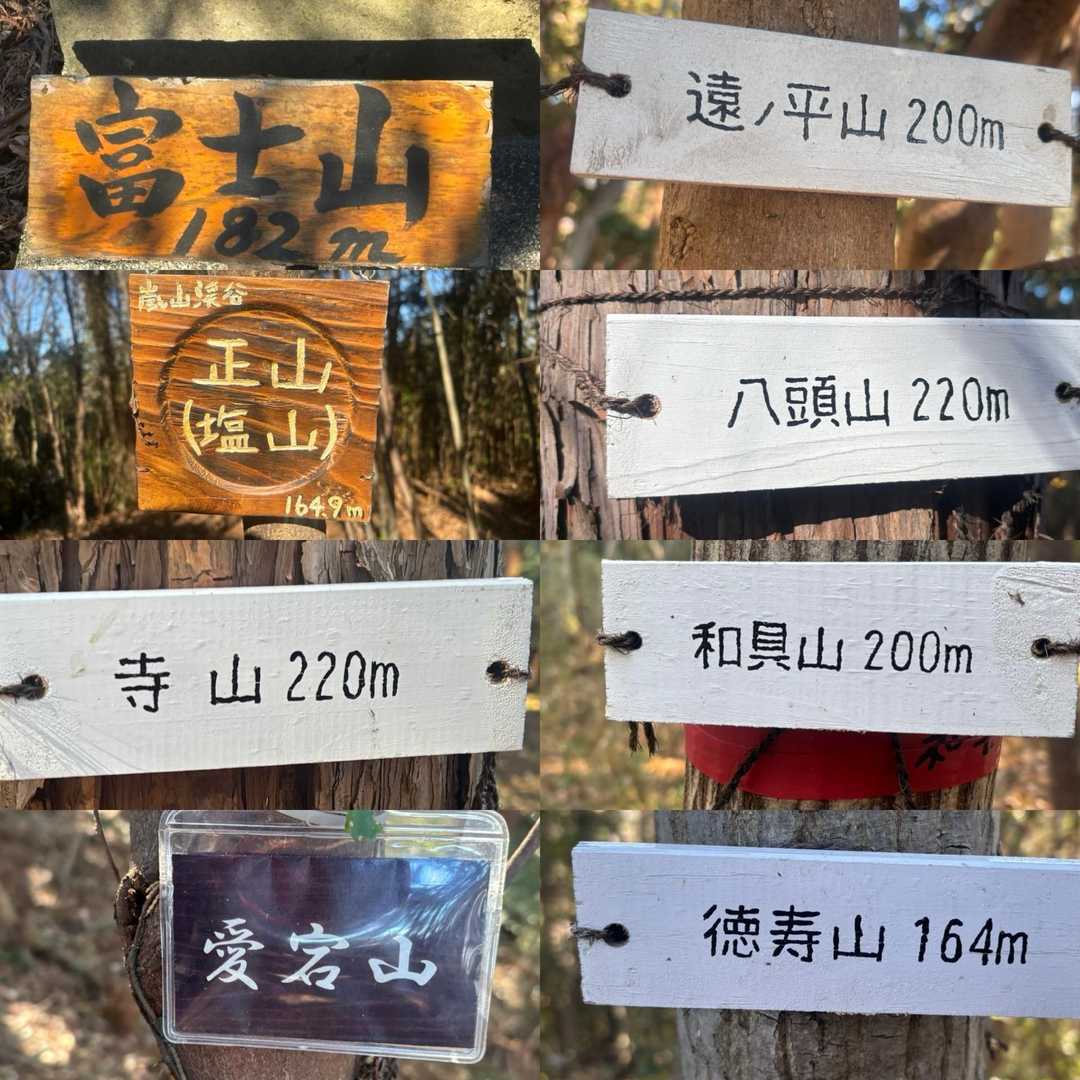 富士山
182m
遠ノ平山 200m
嵐山渓谷
正山
(塩山)
164.9m
八頭山 220m
寺山 220m
和具山 200m
愛宕山
徳寿山 164m